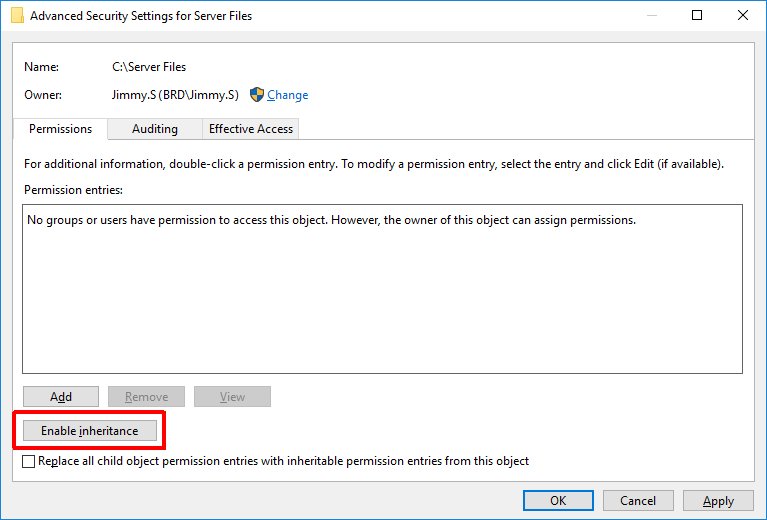 Advanced Security Settings for Server Files
Name: C:\Server Files
Owner: Jimmy.S (BRD\Jimmy.S) Change
Permissions Auditing Effective Access
For additional information, double-click a permission entry. To modify a permission entry, select the entry and click Edit (if available).
Permission entries:
No groups or users have permission to access this object. However, the owner of this object can assign permissions.
Add Remove View
Enable inheritance
Replace all child object permission entries with inheritable permission entries from this object
OK Cancel Apply